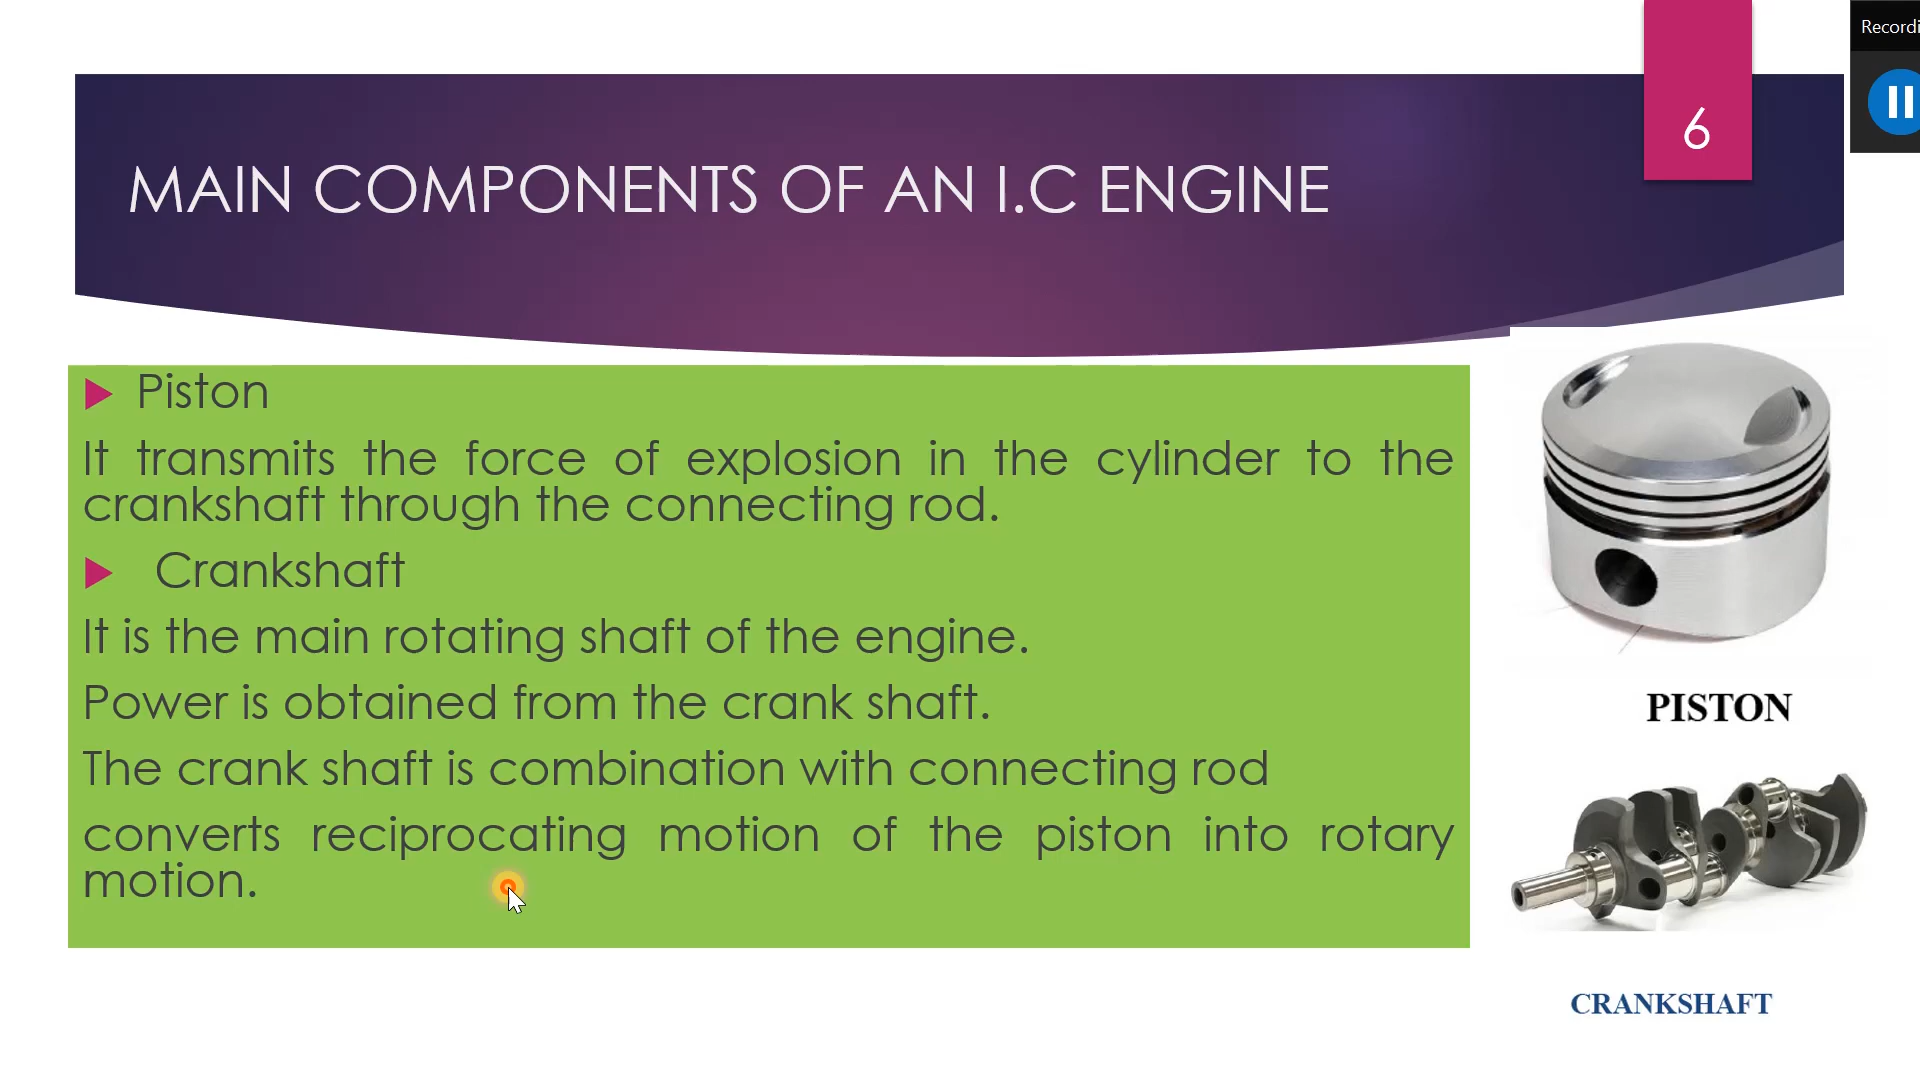 Recordi
6
MAIN COMPONENTS OF AN I.C ENGINE
Piston
It transmits the force of explosion in the cylinder to the
crankshaft through the connecting rod.
Crankshaft
It is the main rotating shaft of the engine.
Power is obtained from the crank shaft.
The crank shaft is combination with connecting rod
converts reciprocating motion of the piston into rotary
motion.
PISTON
CRANKSHAFT